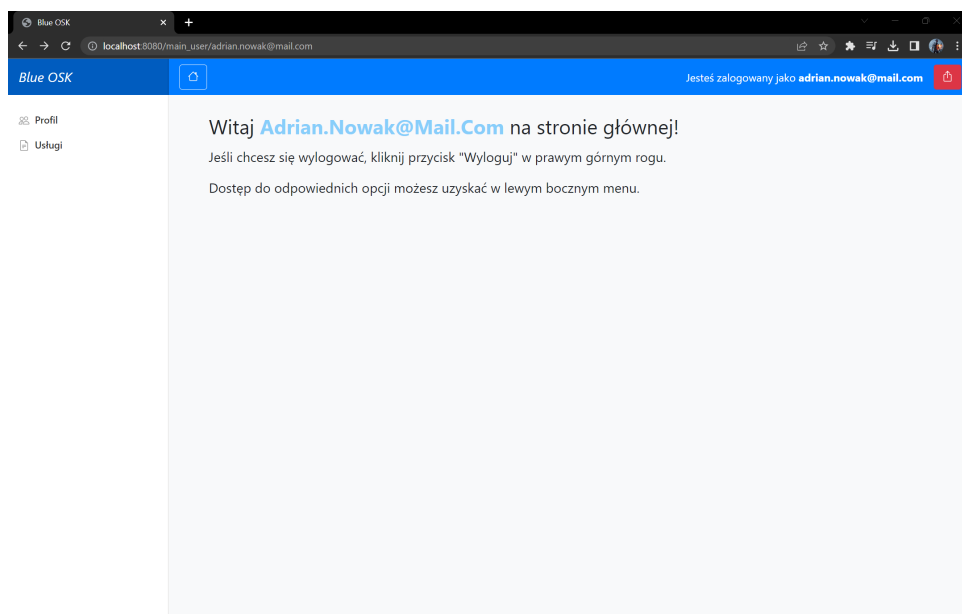 Blue OSK
localhost:8080/main_user/adrian.nowak@mail.com
Blue OSK
Jesteś zalogowany jako adrian.nowak@mail.com
Profil
Usługi
Witaj Adrian.Nowak@Mail.Com na stronie głównej!
Jeśli chcesz się wylogować, kliknij przycisk "Wyloguj" w prawym górnym rogu.
Dostęp do odpowiednich opcji możesz uzyskać w lewym bocznym menu.